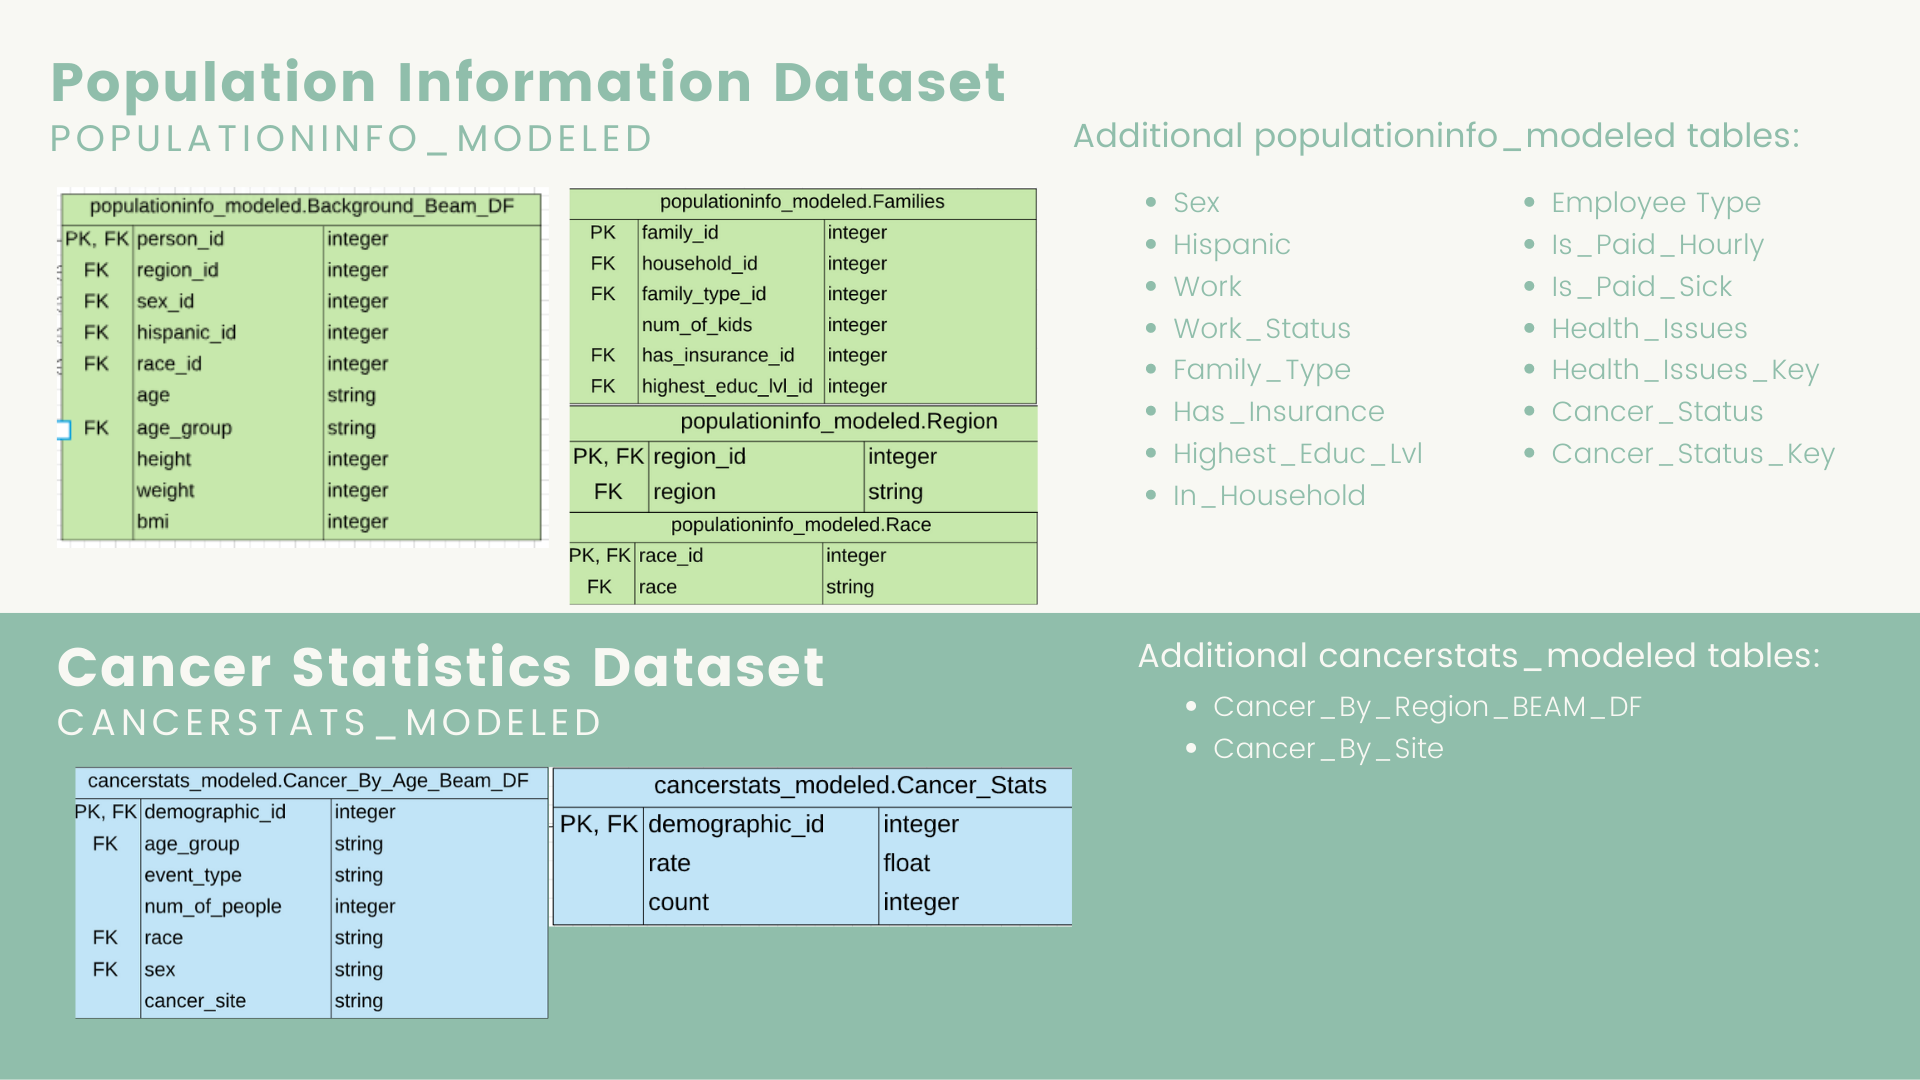 Population Information Dataset
POPULATIONINFO_MODELED
populationinfo_modeled.Background_Beam_DF
PK, FK person_id integer
FK region_id integer
FK sex_id integer
FK hispanic_id integer
FK race_id integer
age string
FK age_group string
height integer
weight integer
bmi integer
populationinfo_modeled.Families
PK family_id integer
FK household_id integer
FK family_type_id integer
num_of_kids integer
FK has_insurance_id integer
FK highest_educ_lvl_id integer
populationinfo_modeled.Region
PK, FK region_id integer
FK region string
populationinfo_modeled.Race
PK, FK race_id integer
FK race string
Additional populationinfo_modeled tables:
• Sex
• Hispanic
• Work
• Work_Status
• Family_Type
• Has_Insurance
• Highest_Educ_Lvl
• In_Household
• Employee Type
• Is_Paid_Hourly
• Is_Paid_Sick
• Health_Issues
• Health_Issues_Key
• Cancer_Status
• Cancer_Status_Key
Cancer Statistics Dataset
CANCERSTATS_MODELED
cancerstats_modeled.Cancer_By_Age_Beam_DF
PK, FK demographic_id integer
FK age_group string
event_type string
num_of_people integer
FK race string
FK sex string
cancer_site string
cancerstats_modeled.Cancer_Stats
PK, FK demographic_id integer
rate float
count integer
Additional cancerstats_modeled tables:
• Cancer_By_Region_BEAM_DF
• Cancer_By_Site